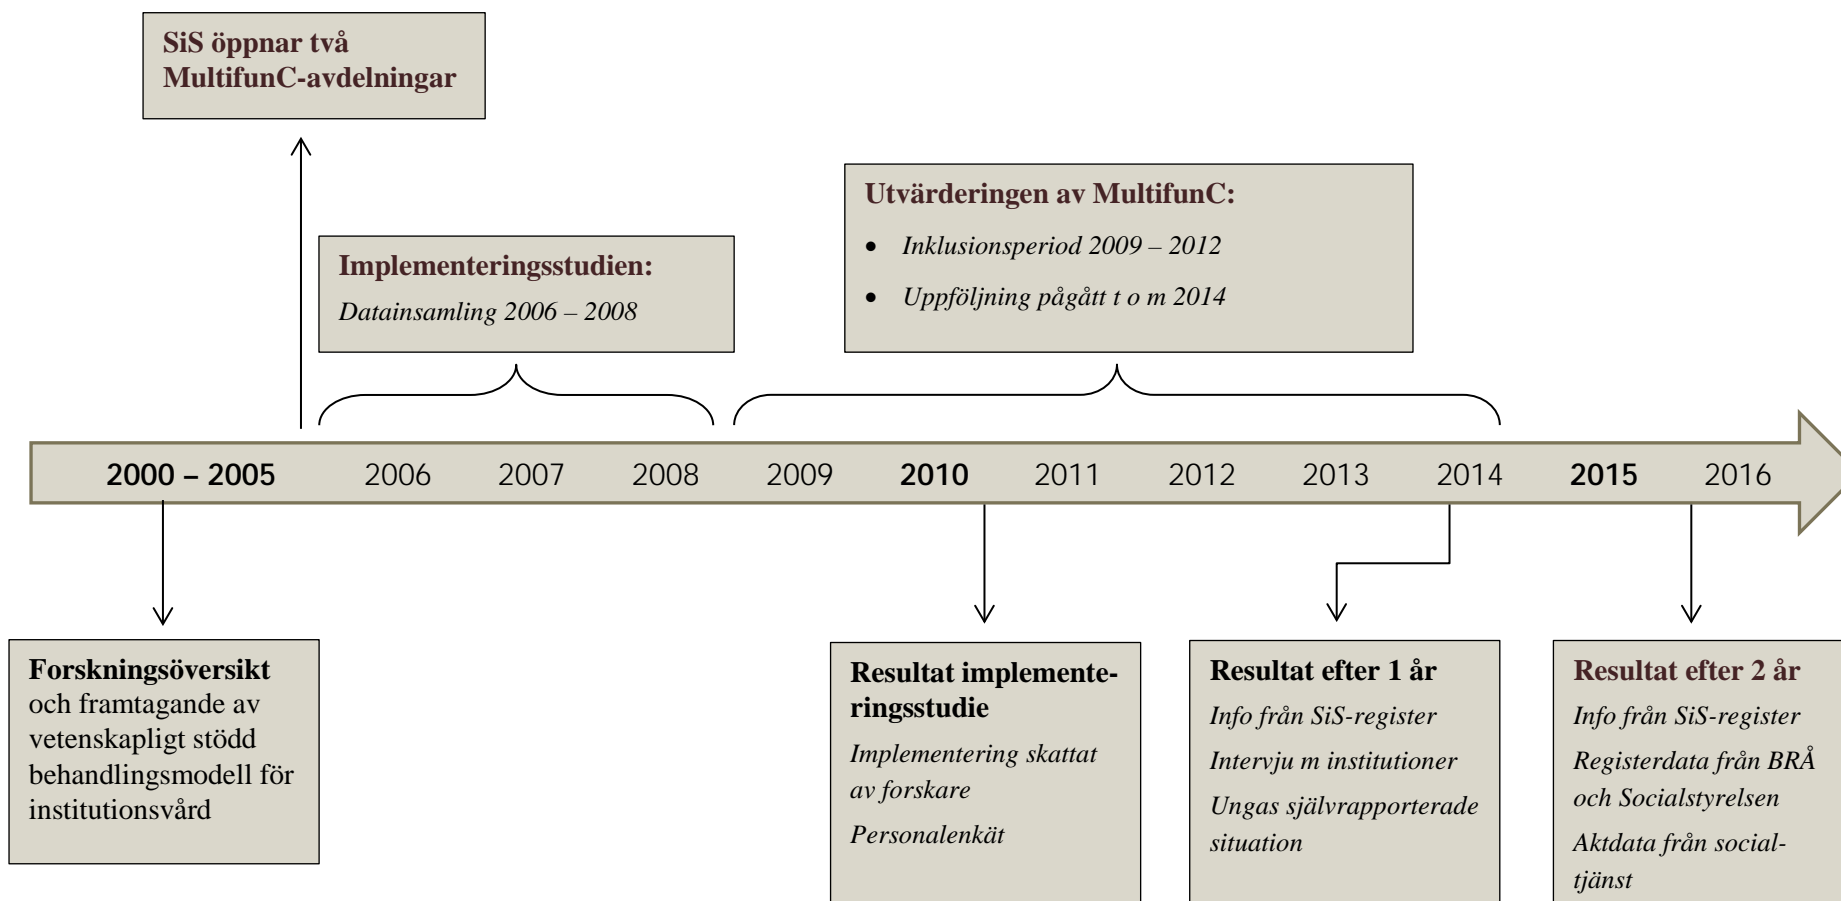 SiS öppnar två
MultifunC-avdelningar
Implementeringsstudien:
Datainsamling 2006 – 2008
Utvärderingen av MultifunC:
• Inklusionsperiod 2009 – 2012
• Uppföljning pågått t o m 2014
2000 – 2005 2006 2007 2008 2009 2010 2011 2012 2013 2014 2015 2016
Forskningsöversikt
och framtagande av
vetenskapligt stödd
behandlingsmodell för
institutionsvård
Resultat implemente-
ringsstudie
Implementering skattat
av forskare
Personalenkät
Resultat efter 1 år
Info från SiS-register
Intervju m institutioner
Ungas självrapporterade
situation
Resultat efter 2 år
Info från SiS-register
Registerdata från BRÅ
och Socialstyrelsen
Aktdata från social-
tjänst